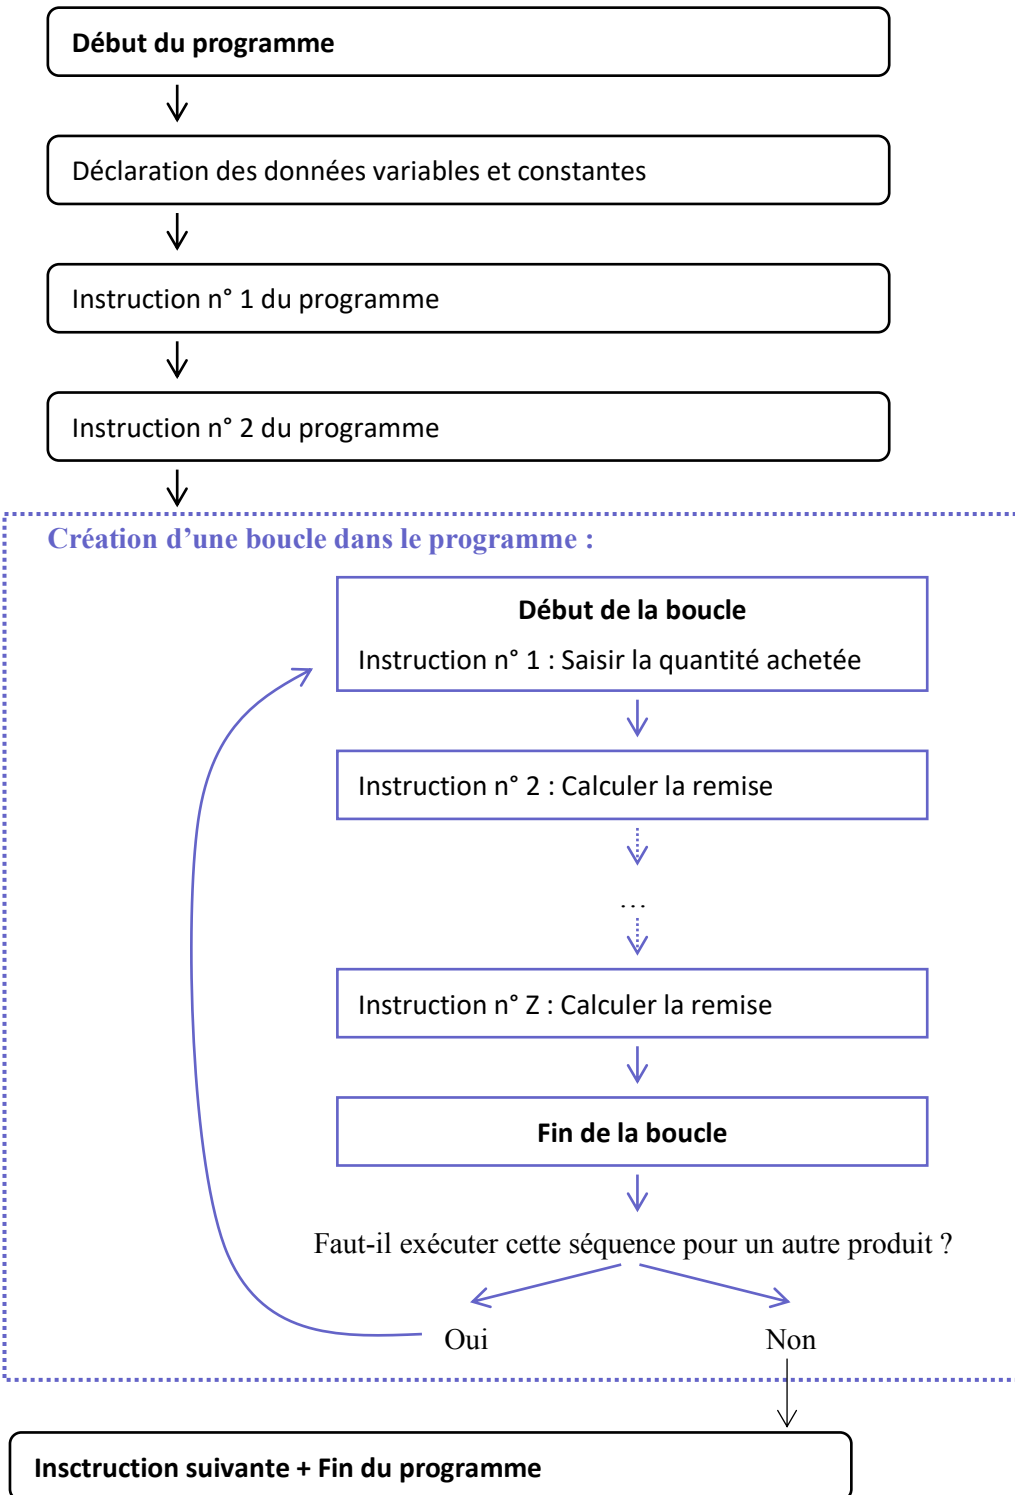 Début du programme
Déclaration des données variables et constantes
Instruction n° 1 du programme
Instruction n° 2 du programme
Création d’une boucle dans le programme :
Début de la boucle
Instruction n° 1 : Saisir la quantité achetée
Instruction n° 2 : Calculer la remise
…
Instruction n° Z : Calculer la remise
Fin de la boucle
Faut-il exécuter cette séquence pour un autre produit ?
Oui
Non
Insctruction suivante + Fin du programme